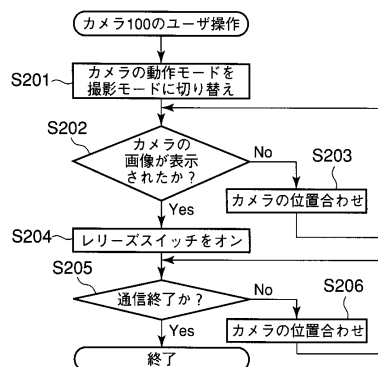 カメラ100のユーザ操作
S201
カメラの動作モードを
撮影モードに切り替え
S202
カメラの
画像が表示
されたか？
No
S203
カメラの位置合わせ
Yes
S204
レリーズスイッチをオン
S205
通信終了か？
No
S206
カメラの位置合わせ
Yes
終了